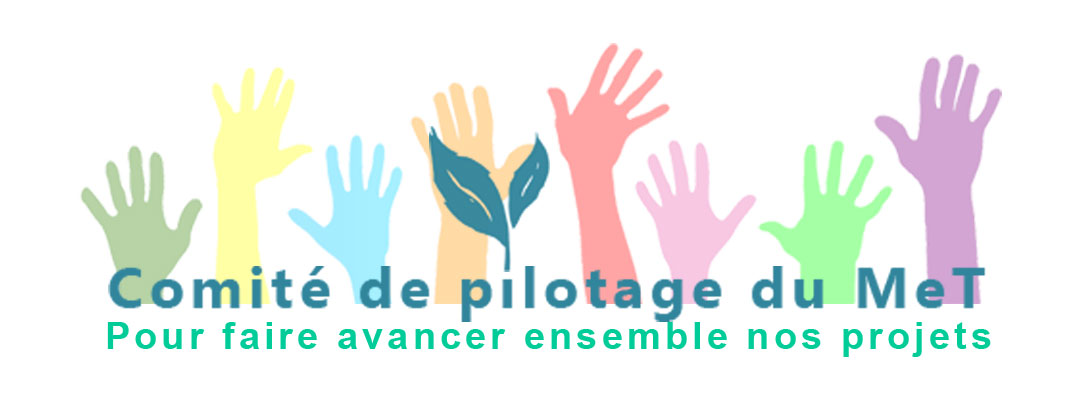 Comité de pilotage du MeT
Pour faire avancer ensemble nos projets